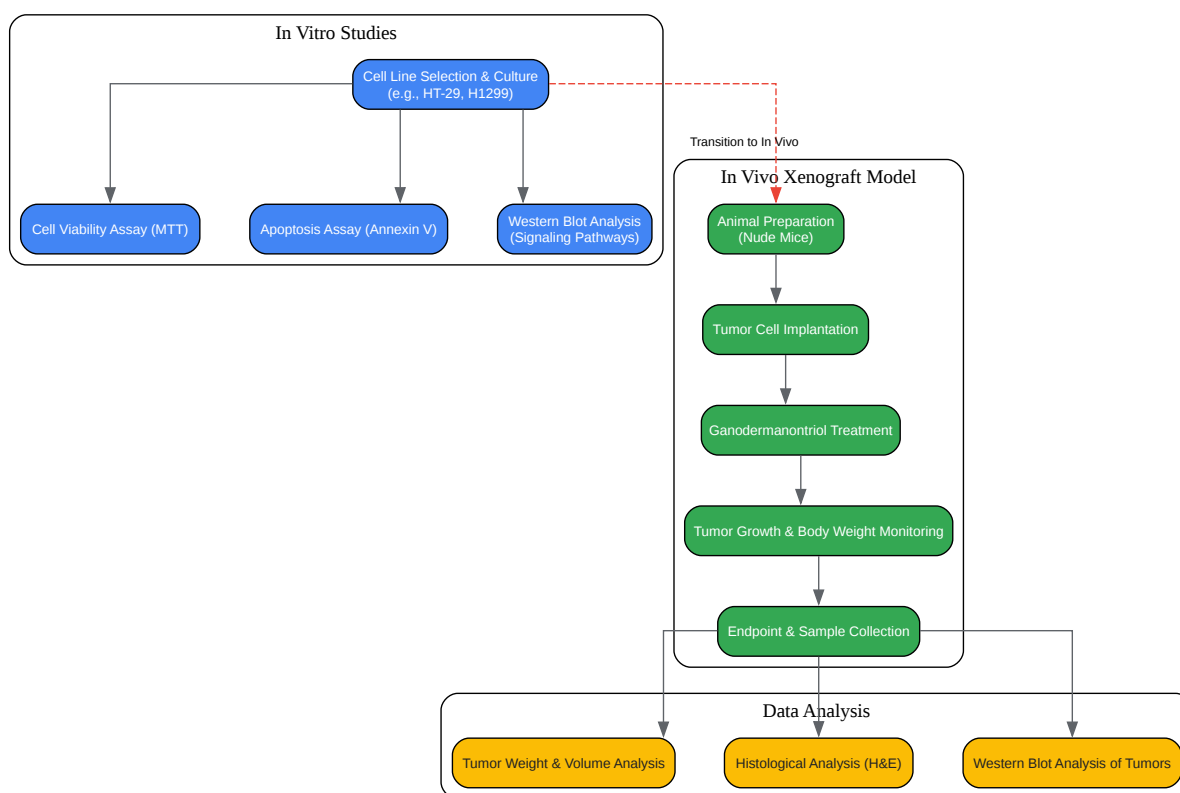 In Vitro Studies
Cell Line Selection & Culture
(e.g., HT-29, H1299)
Cell Viability Assay (MTT)
Apoptosis Assay (Annexin V)
Western Blot Analysis
(Signaling Pathways)
Transition to In Vivo
In Vivo Xenograft Model
Animal Preparation
(Nude Mice)
Tumor Cell Implantation
Ganodermanontriol Treatment
Tumor Growth & Body Weight Monitoring
Endpoint & Sample Collection
Data Analysis
Tumor Weight & Volume Analysis
Histological Analysis (H&E)
Western Blot Analysis of Tumors